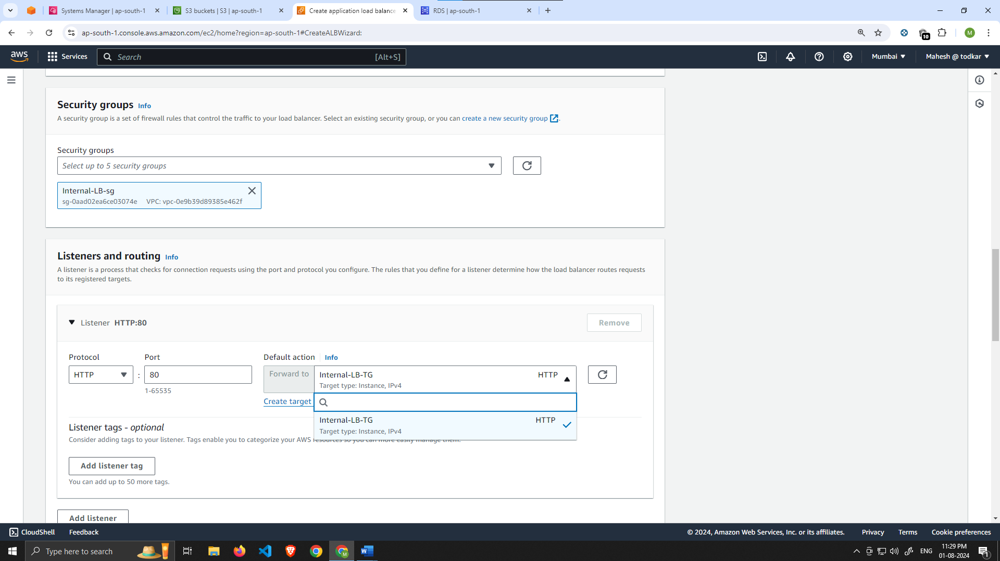 Systems Manager | ap-south-1
S3 buckets | S3 | ap-south-1
Create application load balance
RDS | ap-south-1
ap-south-1.console.aws.amazon.com/ec2/home?region=ap-south-1#CreateALBWizard:
10
M
aws
Services
Search
[Alt+S]
Mumbai
Mahesh @ todkar
Security groups Info
A security group is a set of firewall rules that control the traffic to your load balancer. Select an existing security group, or you can create a new security group.
Security groups
Select up to 5 security groups
Internal-LB-sg
sg-0aad02ea6ce03074e VPC: vpc-0e9b39d89385e462f
Listeners and routing Info
A listener is a process that checks for connection requests using the port and protocol you configure. The rules that you define for a listener determine how the load balancer routes requests
to its registered targets.
Listener HTTP:80
Remove
Protocol
Port
Default action
Info
HTTP
:
80
1-65535
Forward to
Internal-LB-TG
HTTP
Target type: Instance, IPv4
Create target
Internal-LB-TG
HTTP
Target type: Instance, IPv4
Listener tags - optional
Consider adding tags to your listener. Tags enable you to categorize your AWS resources so you can more easily manage them.
Add listener tag
You can add up to 50 more tags.
Add listener
CloudShell
Feedback
© 2024, Amazon Web Services, Inc. or its affiliates.
Privacy
Terms
Cookie preferences
Type here to search
M
W
ENG
11:29 PM
01-08-2024
1